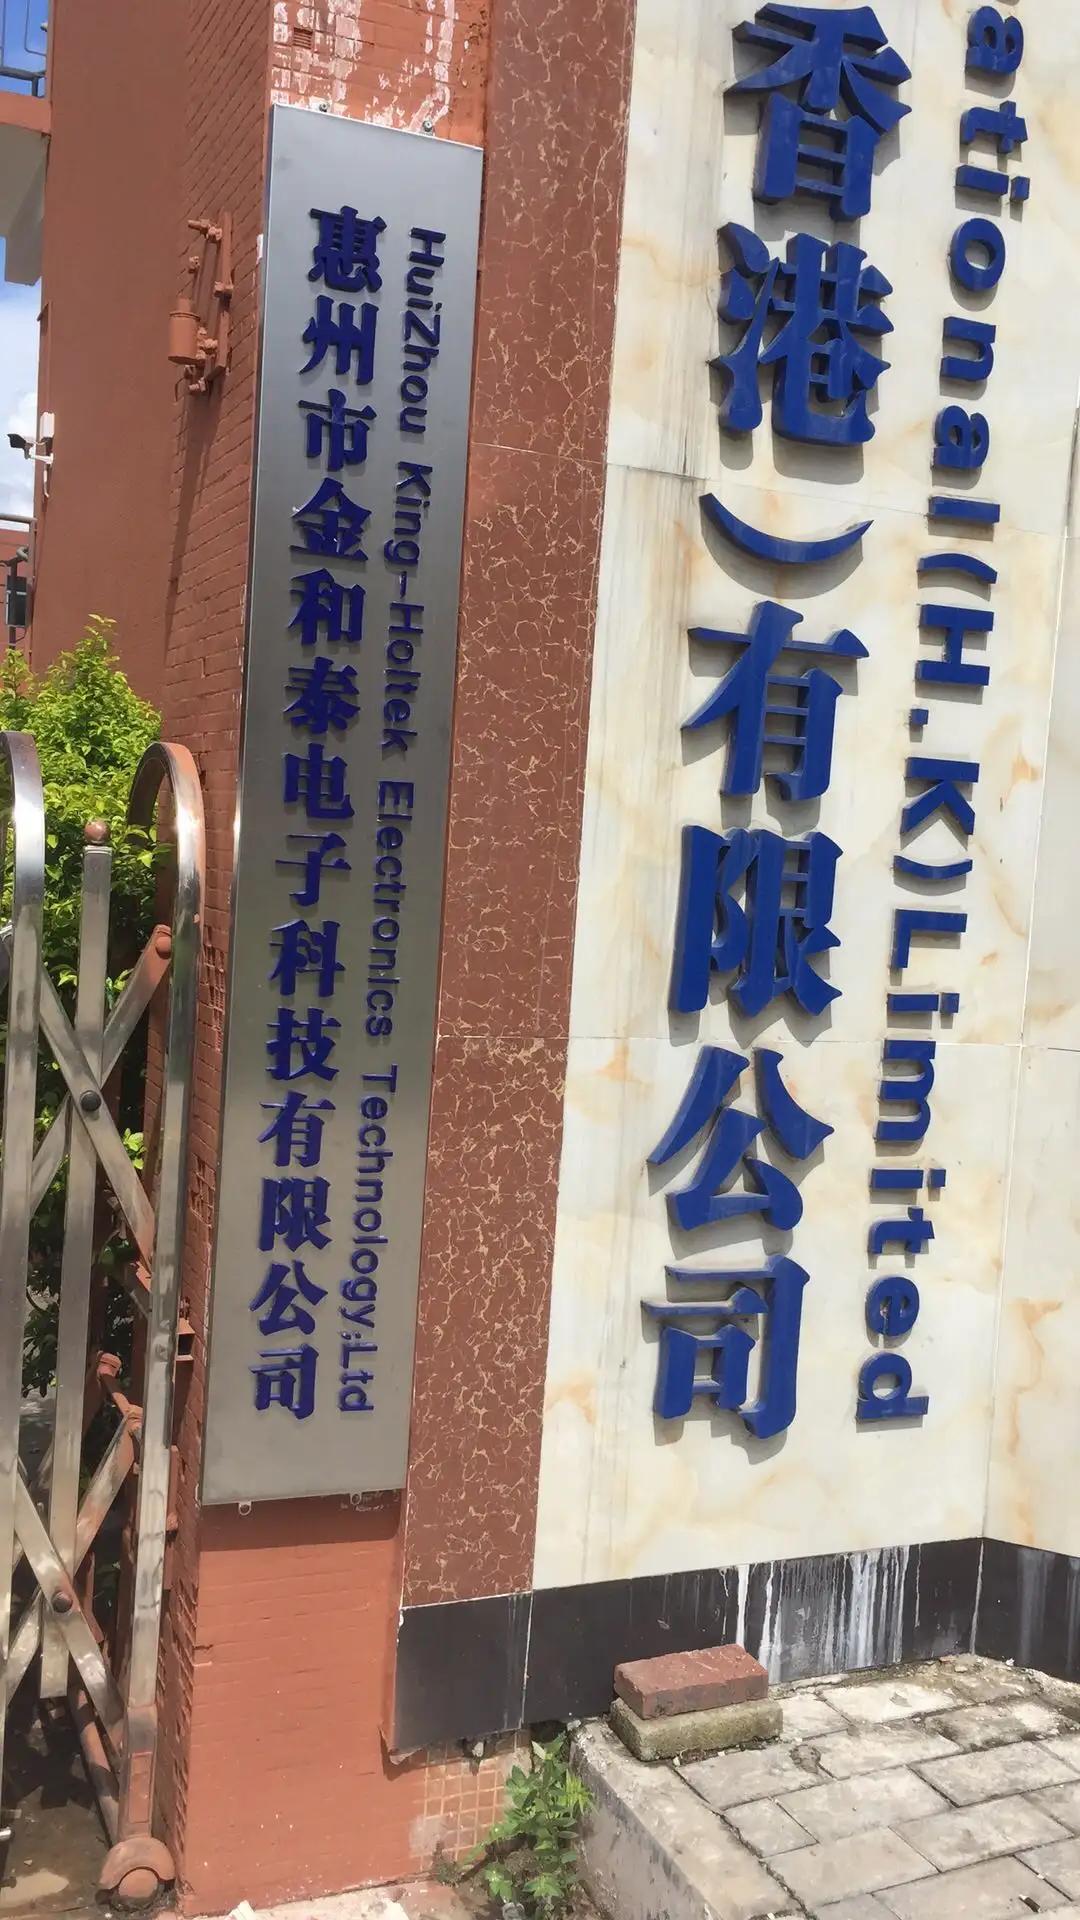 惠州市金和泰电子科技有限公司
HuiZhou King-Holtek Electronics Technology;Ltd
香港）有限公司
ational(H.K)Limited